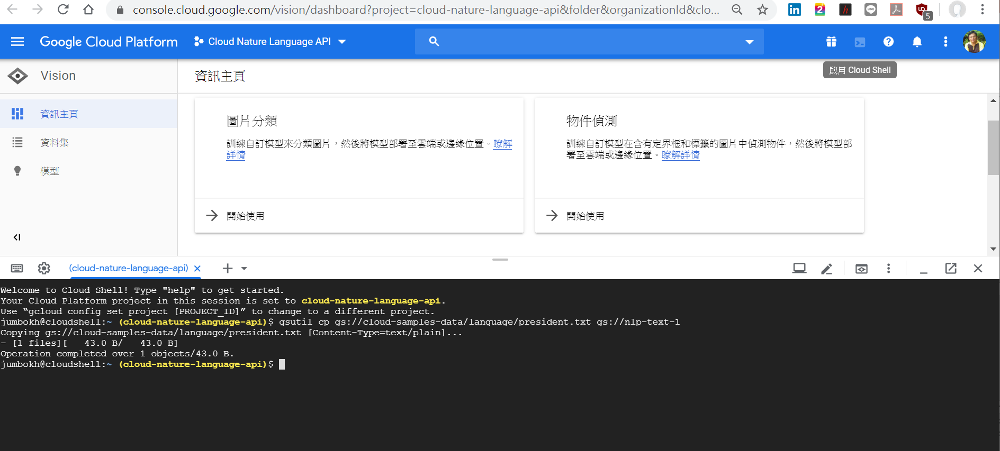 console.cloud.google.com/vision/dashboard?project=cloud-nature-language-api&folder&organizationId&clo...
2
h
LINE
5
Google Cloud Platform
Cloud Nature Language API
啟用 Cloud Shell
Vision
資訊主頁
資訊主頁
資料集
模型
圖片分類
訓練自訂模型來分類圖片，然後將模型部署至雲端或邊緣位置。瞭解
詳情
開始使用
物件偵測
訓練自訂模型在含有定界框和標籤的圖片中偵測物件，然後將模型部
署至雲端或邊緣位置。瞭解詳情
開始使用
(cloud-nature-language-api)
Welcome to Cloud Shell! Type "help" to get started.
Your Cloud Platform project in this session is set to cloud-nature-language-api.
Use “gcloud config set project [PROJECT_ID]” to change to a different project.
jumbokh@cloudshell:~ (cloud-nature-language-api)$ gsutil cp gs://cloud-samples-data/language/president.txt gs://nlp-text-1
Copying gs://cloud-samples-data/language/president.txt [Content-Type=text/plain]...
- [1 files][   43.0 B/   43.0 B]
Operation completed over 1 objects/43.0 B.
jumbokh@cloudshell:~ (cloud-nature-language-api)$